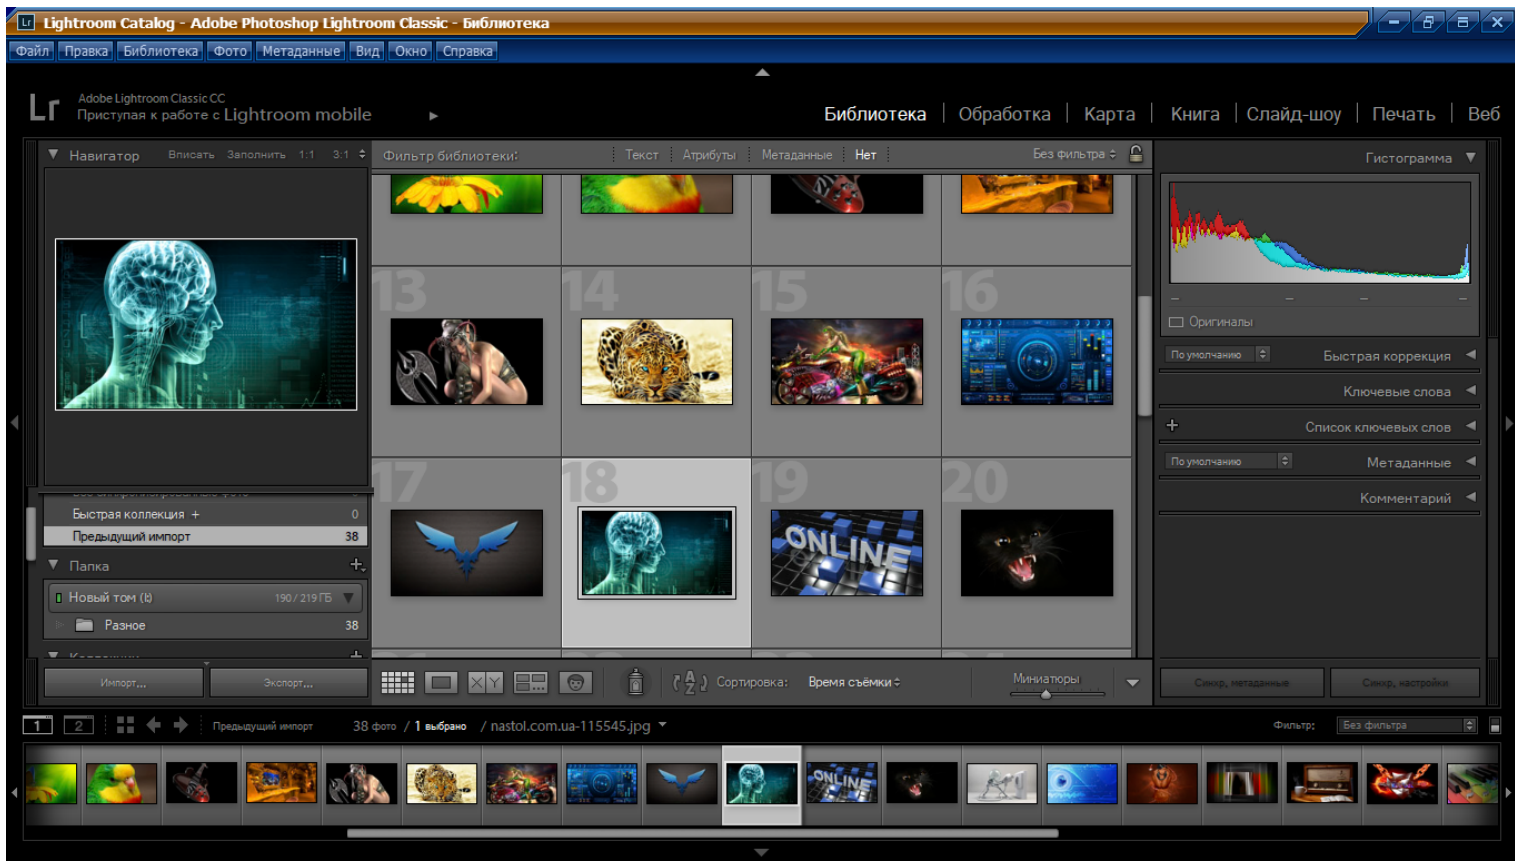 Lr Lightroom Catalog - Adobe Photoshop Lightroom Classic - Библиотека
Файл Правка Библиотека Фото Метаданные Вид Окно Справка
Lr Adobe Lightroom Classic CC
Приступая к работе с Lightroom mobile
Библиотека | Обработка | Карта | Книга | Слайд-шоу | Печать | Веб
Навигатор Вписать Заполнить 1:1 3:1
Фильтр библиотеки: Текст Атрибуты Метаданные Нет Без фильтра
Гистограмма
13 14 15 16
Оригиналы
По умолчанию Быстрая коррекция
Ключевые слова
Список ключевых слов
По умолчанию Метаданные
Комментарий
17 18 19 20
ONLINE
Быстрая коллекция + 0
Предыдущий импорт 38
Папка
Новый том (I:) 190 / 219 ГБ
Разное 38
Импорт... Экспорт...
XY
Сортировка: Время съёмки
Миниатюры
Синхр. метаданные Синхр. настройки
1 2 Предыдущий импорт 38 фото / 1 выбрано / nastol.com.ua-115545.jpg
Фильтр: Без фильтра
ONLINE